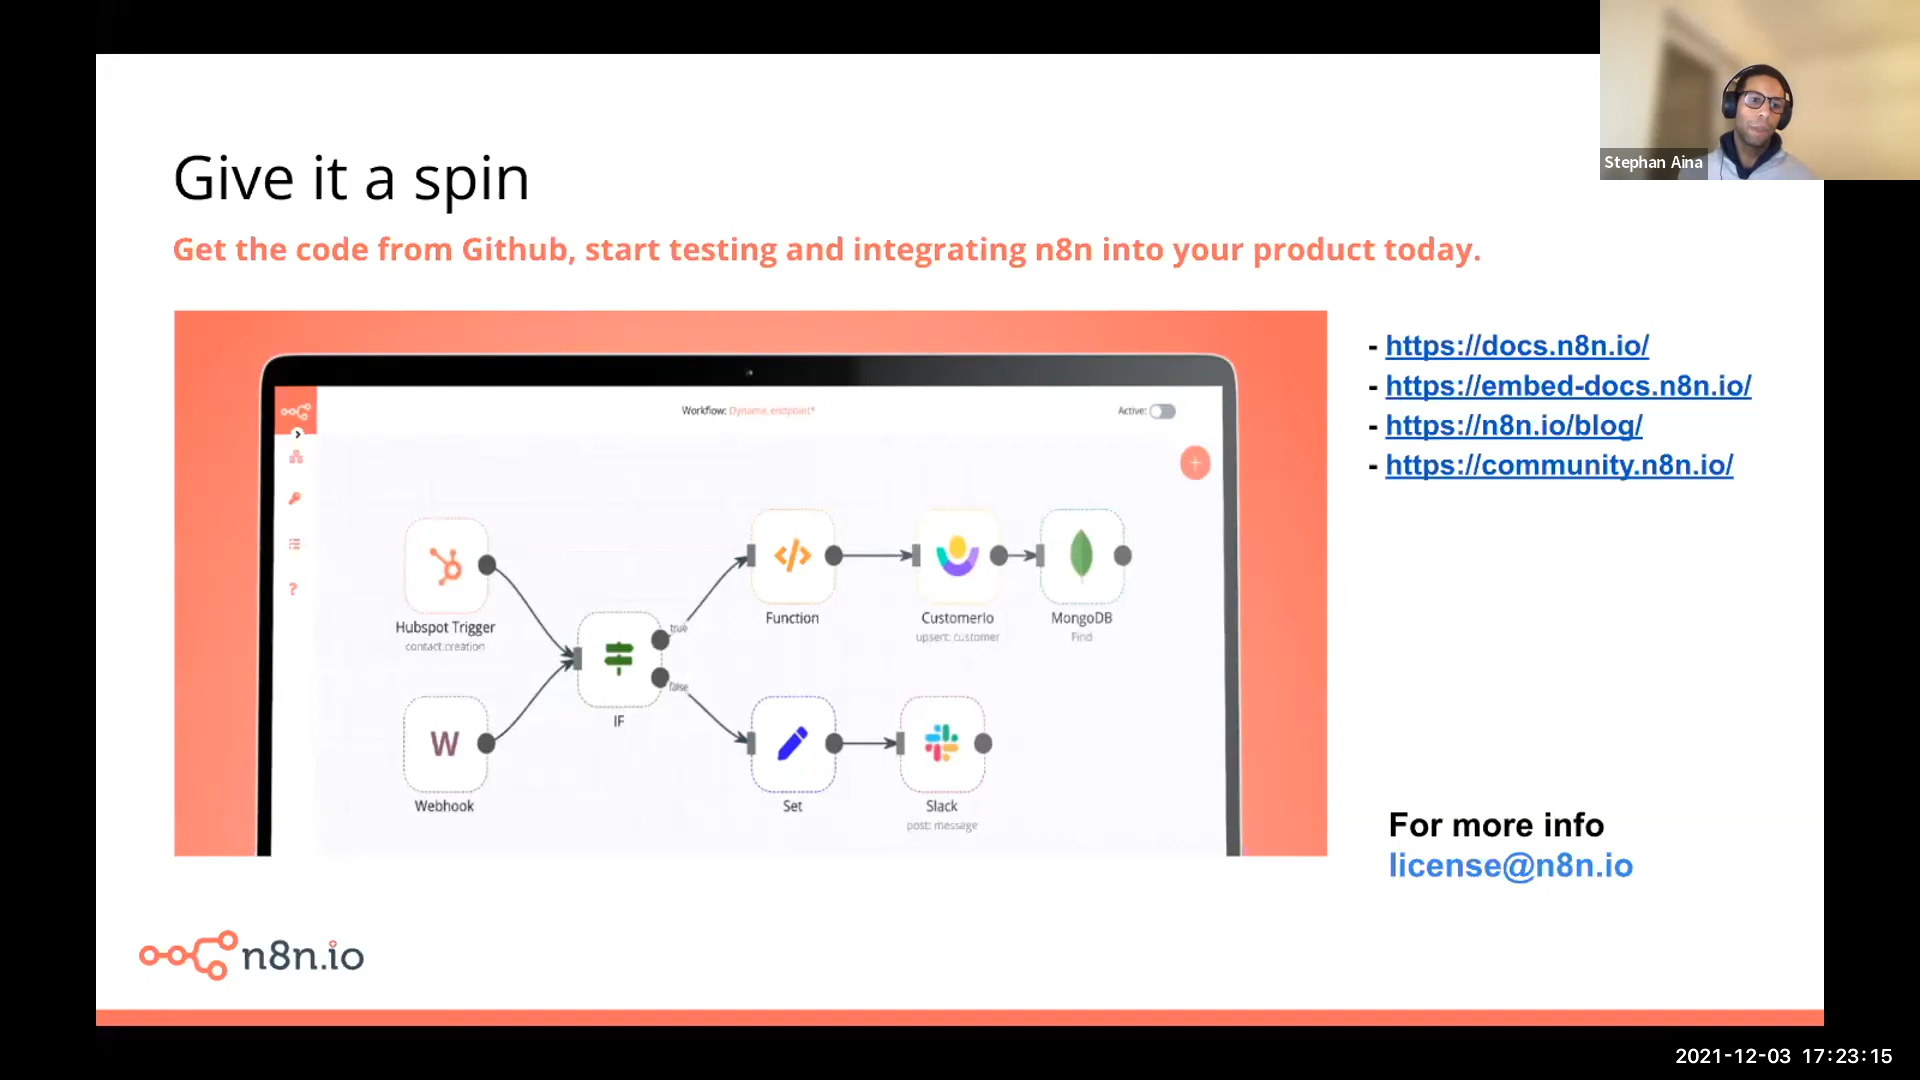 Stephan Aina
Give it a spin
Get the code from Github, start testing and integrating n8n into your product today.
- https://docs.n8n.io/
- https://embed-docs.n8n.io/
- https://n8n.io/blog/
- https://community.n8n.io/
Workflow: Dynamic endpoint*
Active:
Hubspot Trigger
contact.creation
W
Webhook
IF
true
false
Function
CustomerIo
upsert: customer
MongoDB
Find
Set
Slack
post: message
?
For more info
license@n8n.io
n8n.io
2021-12-03 17:23:15